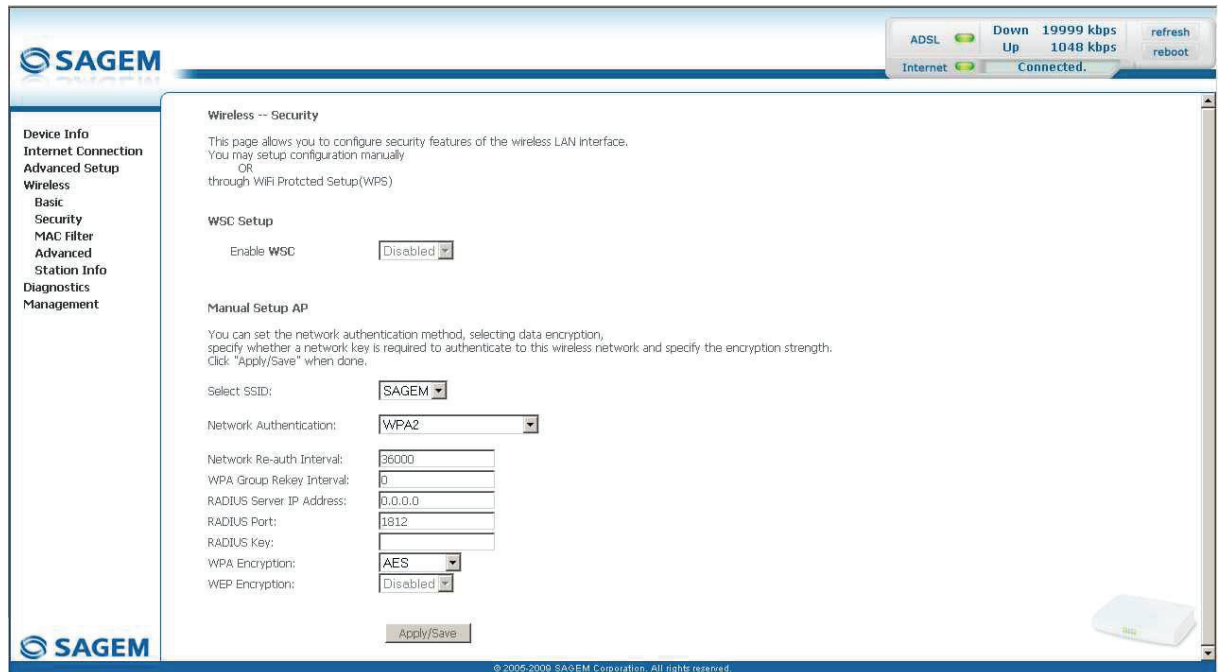 SAGEM
ADSL Down 19999 kbps refresh
Up 1048 kbps reboot
Internet Connected.
Device Info
Internet Connection
Advanced Setup
Wireless
Basic
Security
MAC Filter
Advanced
Station Info
Diagnostics
Management
Wireless -- Security
This page allows you to configure security features of the wireless LAN interface.
You may setup configuration manually
OR
through WiFi Protcted Setup(WPS)
WSC Setup
Enable WSC Disabled
Manual Setup AP
You can set the network authentication method, selecting data encryption,
specify whether a network key is required to authenticate to this wireless network and specify the encryption strength.
Click "Apply/Save" when done.
Select SSID: SAGEM
Network Authentication: WPA2
Network Re-auth Interval: 36000
WPA Group Rekey Interval: 0
RADIUS Server IP Address: 0.0.0.0
RADIUS Port: 1812
RADIUS Key:
WPA Encryption: AES
WEP Encryption: Disabled
Apply/Save
SAGEM
© 2005-2009 SAGEM Corporation. All rights reserved.